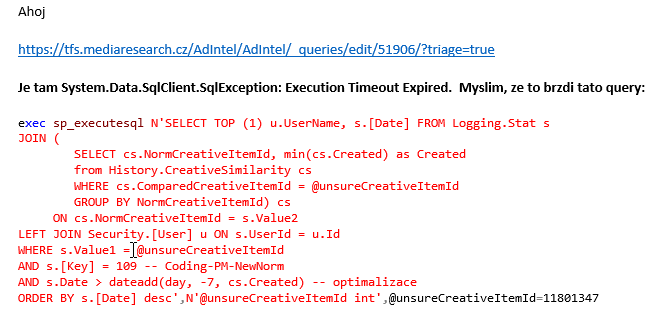 Ahoj
https://tfs.mediaresearch.cz/AdIntel/AdIntel/_queries/edit/51906/?triage=true
Je tam System.Data.SqlClient.SqlException: Execution Timeout Expired.  Myslim, ze to brzdi tato query:
exec sp_executesql N'SELECT TOP (1) u.UserName, s.[Date] FROM Logging.Stat s
JOIN (
SELECT cs.NormCreativeItemId, min(cs.Created) as Created
from History.CreativeSimilarity cs
WHERE cs.ComparedCreativeItemId = @unsureCreativeItemId
GROUP BY NormCreativeItemId) cs
ON cs.NormCreativeItemId = s.Value2
LEFT JOIN Security.[User] u ON s.UserId = u.Id
WHERE s.Value1 = @unsureCreativeItemId
AND s.[Key] = 109 -- Coding-PM-NewNorm
AND s.Date > dateadd(day, -7, cs.Created) -- optimalizace
ORDER BY s.[Date] desc',N'@unsureCreativeItemId int',@unsureCreativeItemId=11801347